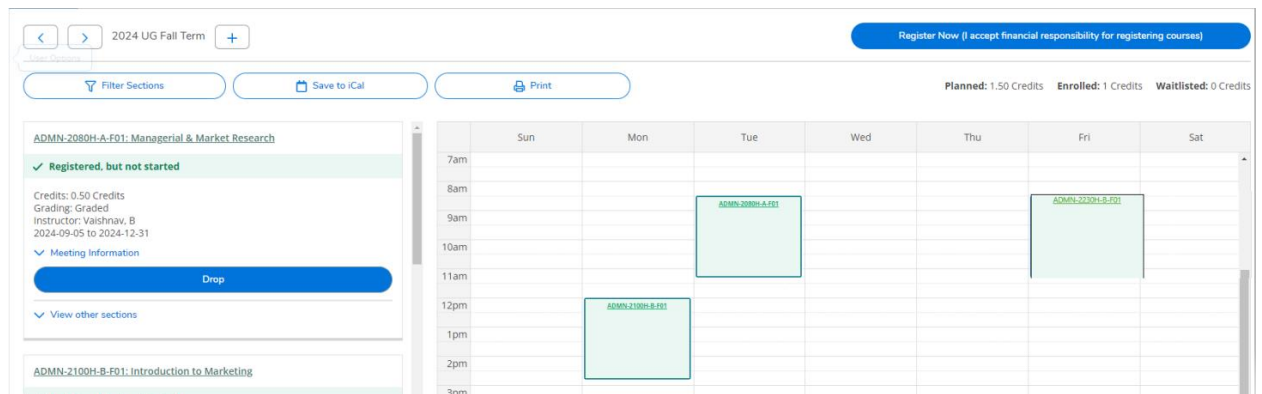 2024 UG Fall Term
Register Now (I accept financial responsibility for registering courses)
User Options
Filter Sections
Save to iCal
Print
Planned: 1.50 Credits Enrolled: 1 Credits Waitlisted: 0 Credits
ADMN-2080H-A-F01: Managerial & Market Research
Registered, but not started
Credits: 0.50 Credits
Grading: Graded
Instructor: Vaishnav, B
2024-09-05 to 2024-12-31
Meeting Information
Drop
View other sections
ADMN-2100H-B-F01: Introduction to Marketing
Sun Mon Tue Wed Thu Fri Sat
7am
8am
ADMN-2080H-A-F01
ADMN-2230H-B-F01
9am
10am
11am
12pm
ADMN-2100H-B-F01
1pm
2pm
3pm